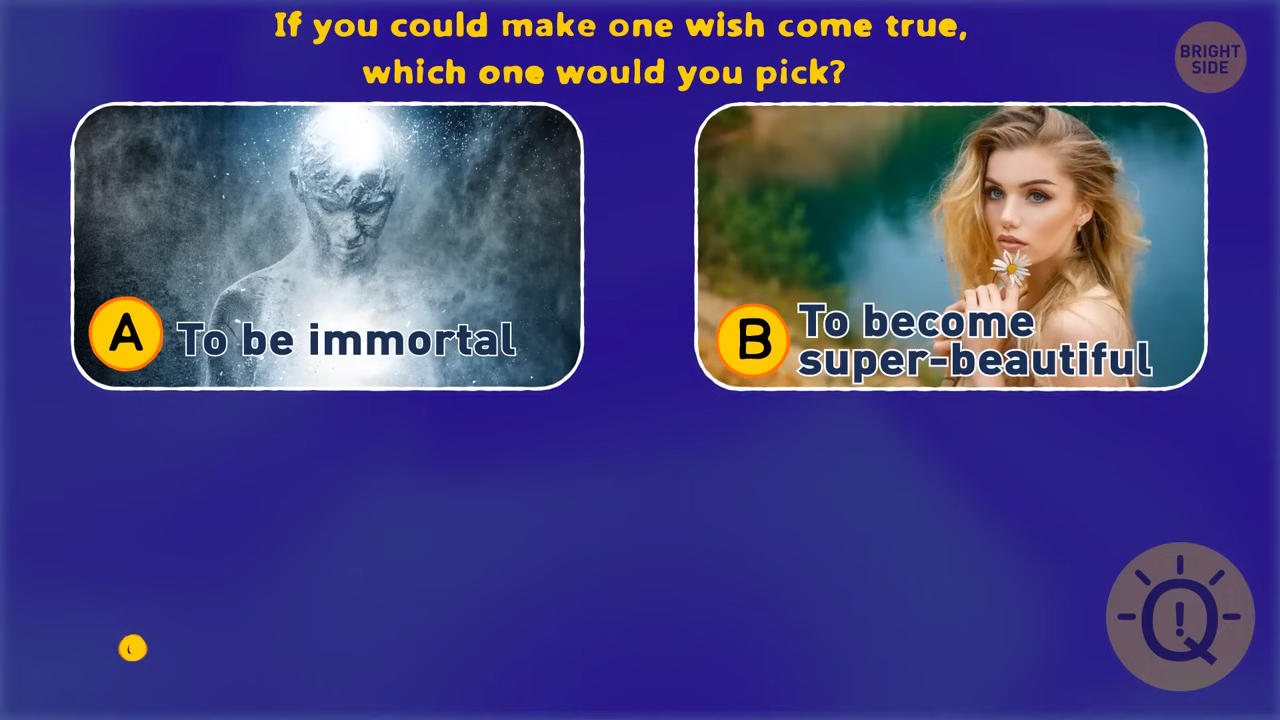 If you could make one wish come true,
which one would you pick?
BRIGHT
SIDE
A To be immortal
B To become
super-beautiful
Q!